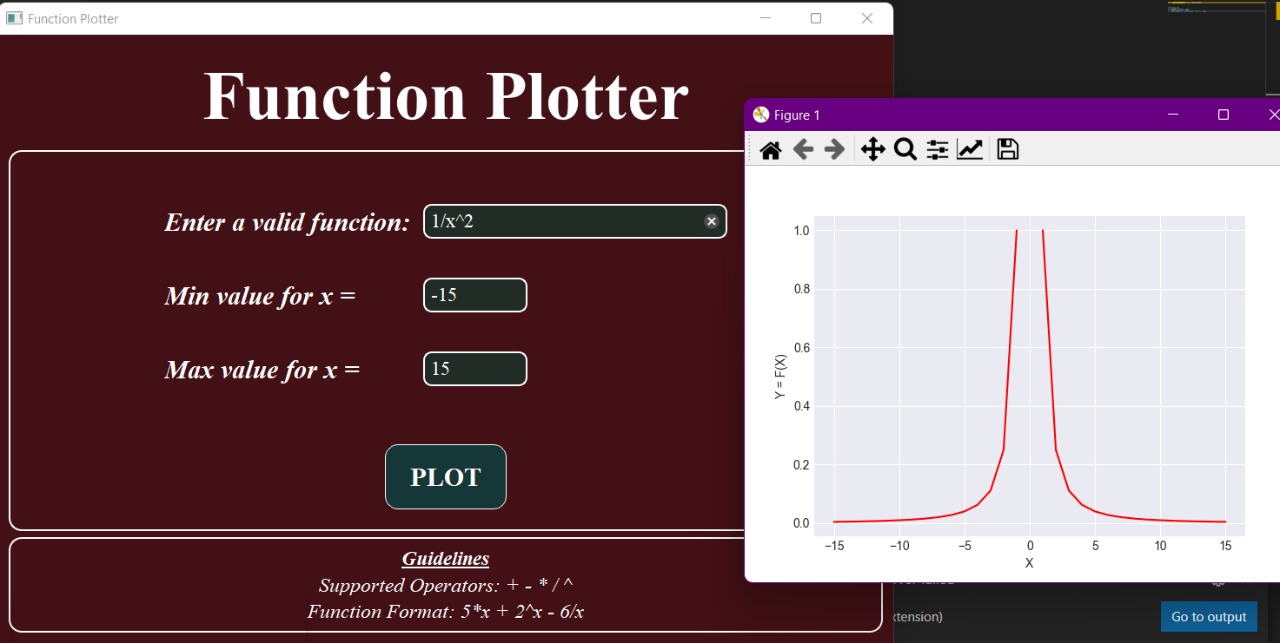 Function Plotter
Function Plotter
Enter a valid function: 1/x^2
Min value for x = -15
Max value for x = 15
PLOT
Guidelines
Supported Operators: + - * / ^
Function Format: 5*x + 2^x - 6/x
Figure 1
1.0
0.8
0.6
0.4
0.2
0.0
Y = F(X)
−15 −10 −5 0 5 10 15
X
Go to output